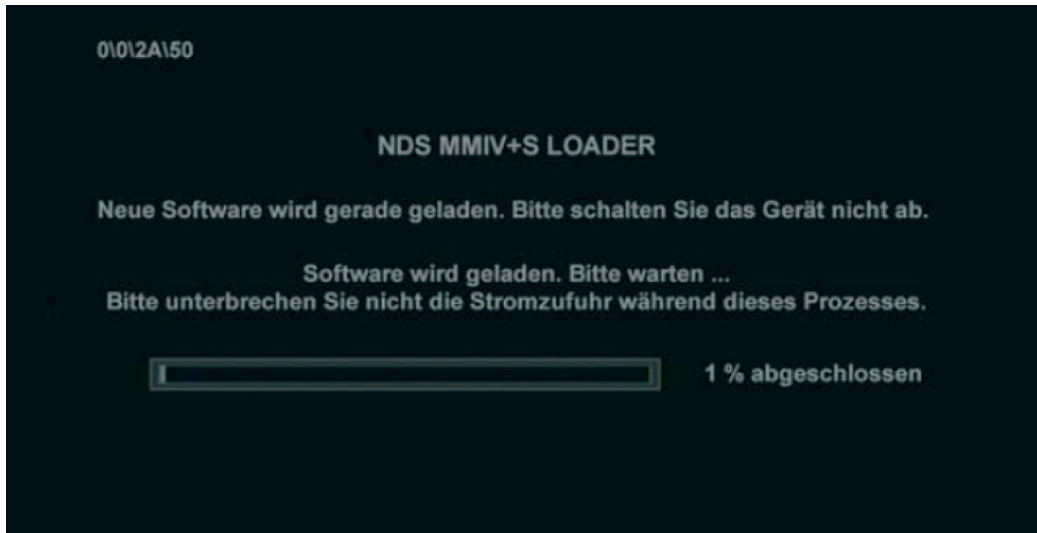 0\0\2A\50
NDS MMIV+S LOADER
Neue Software wird gerade geladen. Bitte schalten Sie das Gerät nicht ab.
Software wird geladen. Bitte warten ...
Bitte unterbrechen Sie nicht die Stromzufuhr während dieses Prozesses.
1 % abgeschlossen